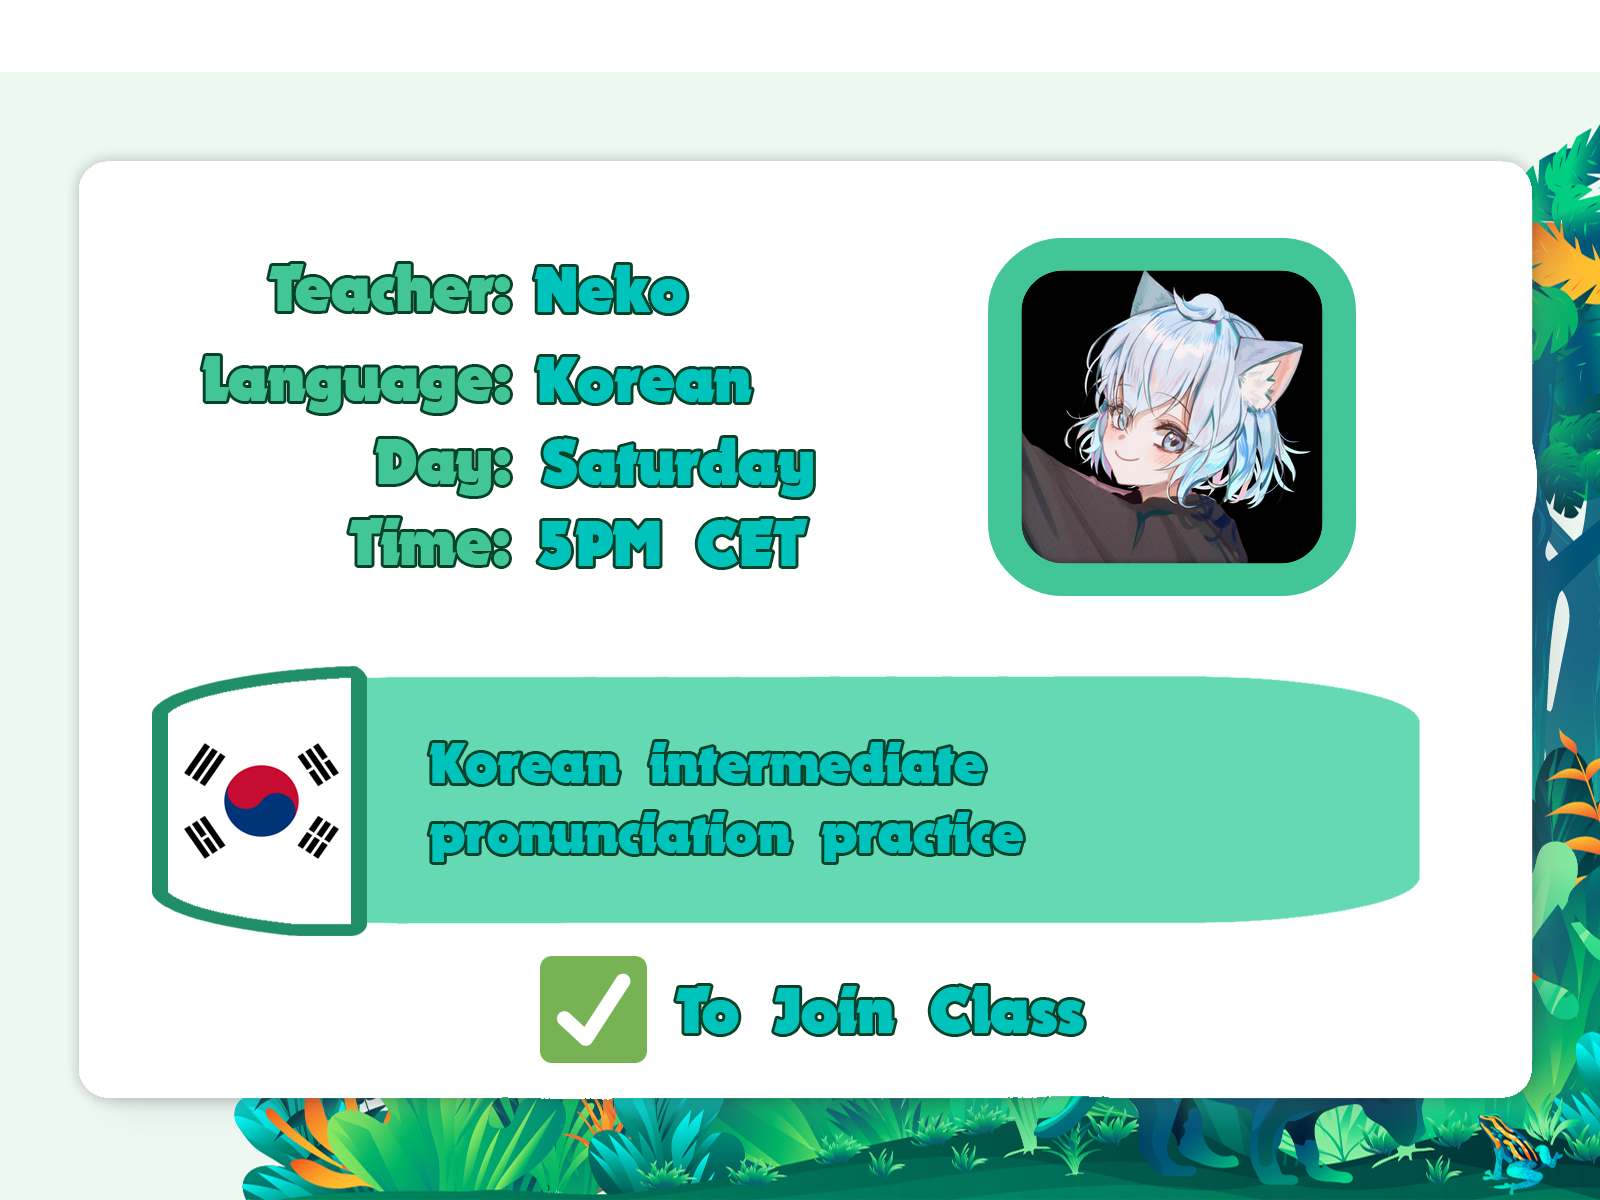 Teacher: Neko
Language: Korean
Day: Saturday
Time: 5PM CET
Korean intermediate
pronunciation practice
To Join Class